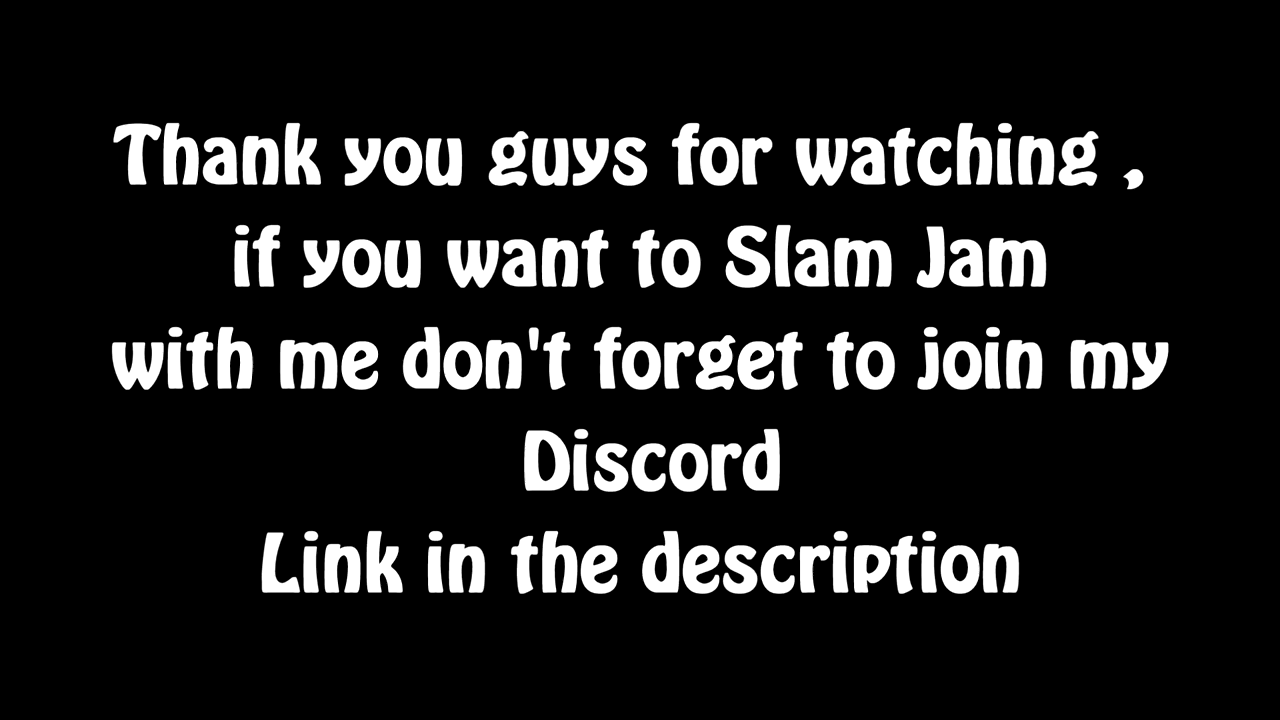 Thank you guys for watching ,
if you want to Slam Jam
with me don't forget to join my
Discord
Link in the description